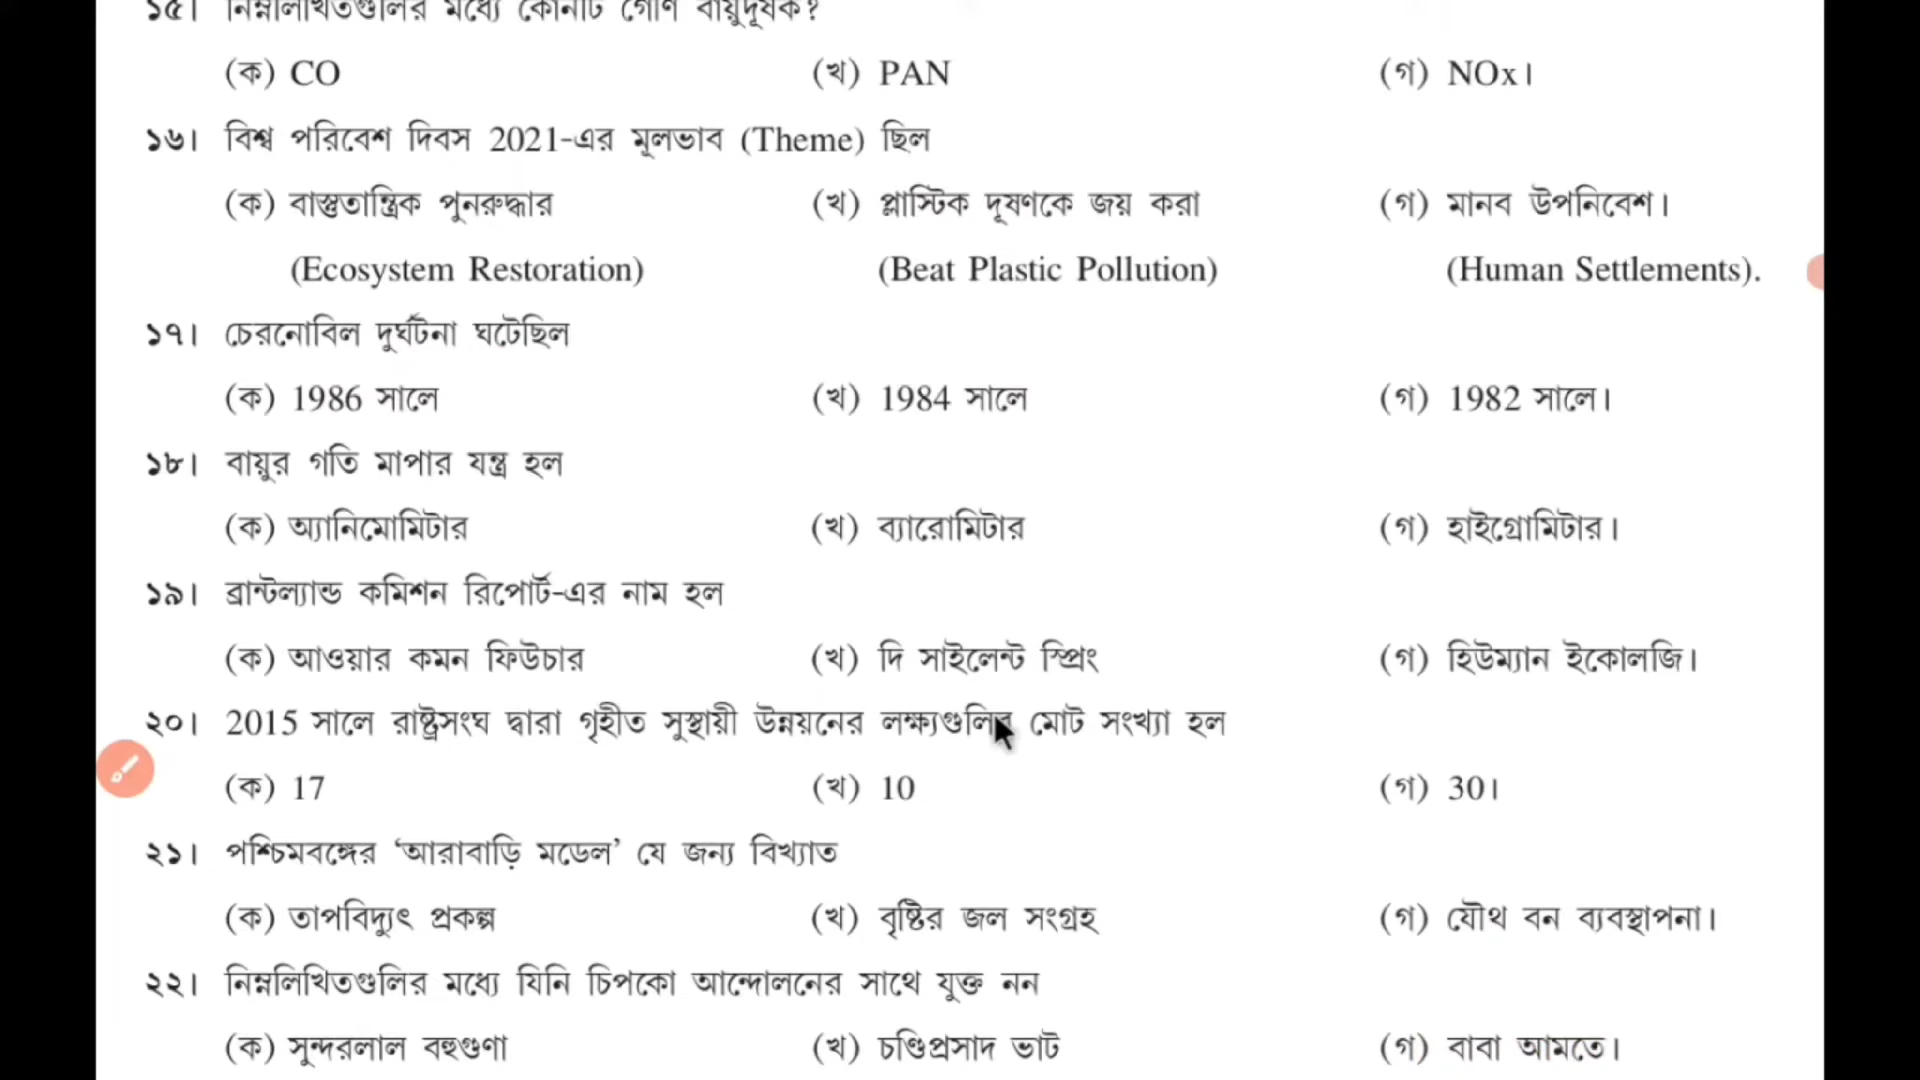 ১৫। নিম্নলিখিতগুলির মধ্যে কোনটি গৌণ বায়ুদূষক?
(ক) CO (খ) PAN (গ) NOx।
১৬। বিশ্ব পরিবেশ দিবস 2021-এর মূলভাব (Theme) ছিল
(ক) বাস্তুতান্ত্রিক পুনরুদ্ধার (খ) প্লাস্টিক দূষণকে জয় করা (গ) মানব উপনিবেশ।
(Ecosystem Restoration) (Beat Plastic Pollution) (Human Settlements).
১৭। চেরনোবিল দুর্ঘটনা ঘটেছিল
(ক) 1986 সালে (খ) 1984 সালে (গ) 1982 সালে।
১৮। বায়ুর গতি মাপার যন্ত্র হল
(ক) অ্যানিমোমিটার (খ) ব্যারোমিটার (গ) হাইগ্রোমিটার।
১৯। ব্রান্টল্যান্ড কমিশন রিপোর্ট-এর নাম হল
(ক) আওয়ার কমন ফিউচার (খ) দি সাইলেন্ট স্প্রিং (গ) হিউম্যান ইকোলজি।
২০। 2015 সালে রাষ্ট্রসংঘ দ্বারা গৃহীত সুস্থায়ী উন্নয়নের লক্ষ্যগুলির মোট সংখ্যা হল
(ক) 17 (খ) 10 (গ) 30।
২১। পশ্চিমবঙ্গের ‘আরাবাড়ি মডেল’ যে জন্য বিখ্যাত
(ক) তাপবিদ্যুৎ প্রকল্প (খ) বৃষ্টির জল সংগ্রহ (গ) যৌথ বন ব্যবস্থাপনা।
২২। নিম্নলিখিতগুলির মধ্যে যিনি চিপকো আন্দোলনের সাথে যুক্ত নন
(ক) সুন্দরলাল বহুগুণা (খ) চণ্ডিপ্রসাদ ভাট (গ) বাবা আমতে।